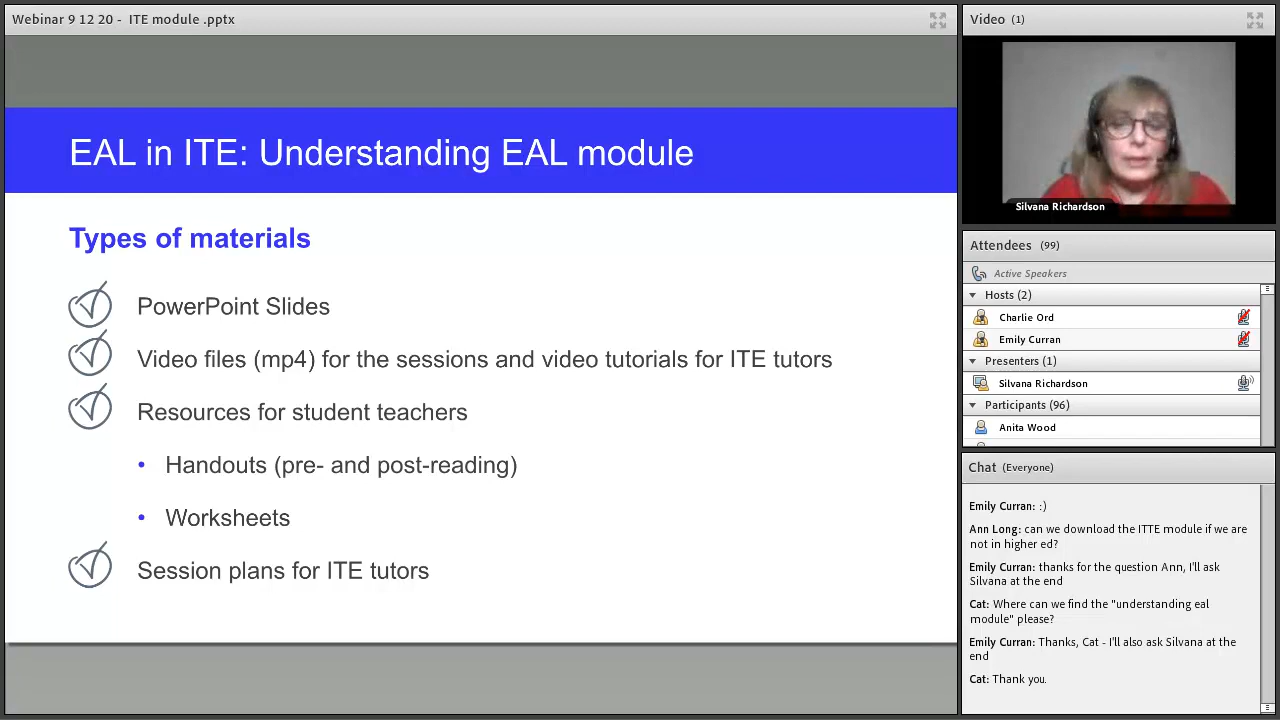 Webinar 9 12 20 - ITE module .pptx
EAL in ITE: Understanding EAL module
Types of materials
PowerPoint Slides
Video files (mp4) for the sessions and video tutorials for ITE tutors
Resources for student teachers
• Handouts (pre- and post-reading)
• Worksheets
Session plans for ITE tutors
Video (1)
Silvana Richardson
Attendees (99)
Active Speakers
Hosts (2)
Charlie Ord
Emily Curran
Presenters (1)
Silvana Richardson
Participants (96)
Anita Wood
Chat (Everyone)
Emily Curran: :)
Ann Long: can we download the ITTE module if we are
not in higher ed?
Emily Curran: thanks for the question Ann, I'll ask
Silvana at the end
Cat: Where can we find the "understanding eal
module" please?
Emily Curran: Thanks, Cat - I'll also ask Silvana at the
end
Cat: Thank you.